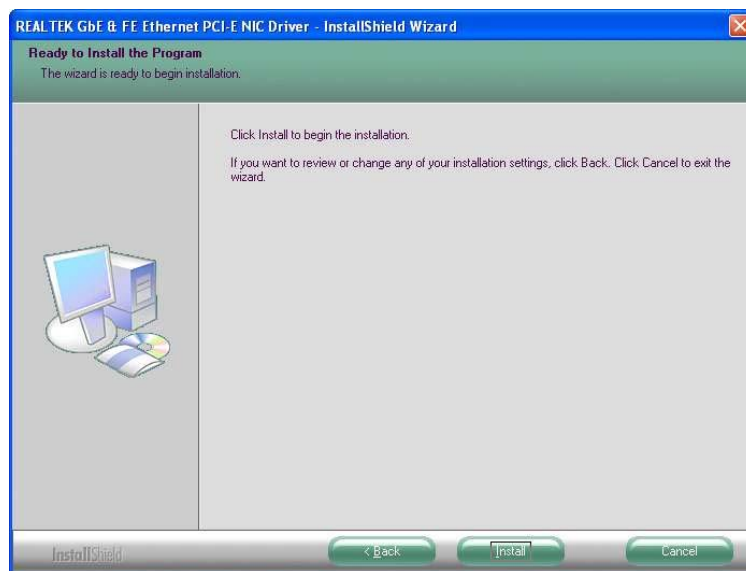 REALTEK GbE & FE Ethernet PCI-E NIC Driver - InstallShield Wizard
Ready to Install the Program
The wizard is ready to begin installation.
Click Install to begin the installation.
If you want to review or change any of your installation settings, click Back. Click Cancel to exit the
wizard.
InstallShield
< Back
Install
Cancel